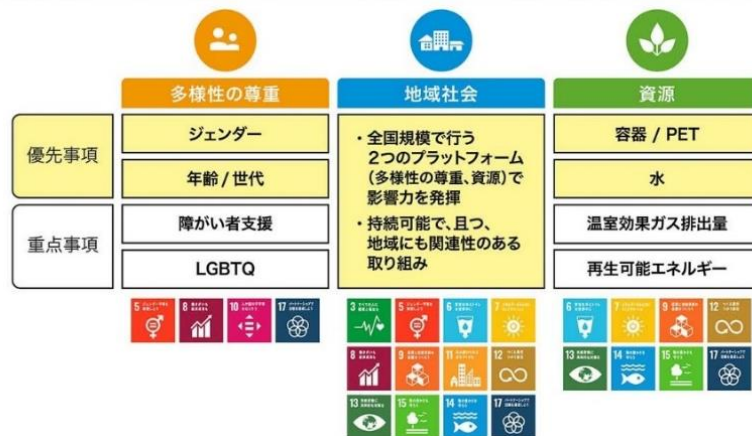 多様性の尊重
地域社会
資源
優先事項
ジェンダー
年齢 / 世代
・全国規模で行う
2つのプラットフォーム
(多様性の尊重、資源)で
影響力を発揮
・持続可能で、且つ、
地域にも関連性のある
取り組み
容器 / PET
水
重点事項
障がい者支援
LGBTQ
温室効果ガス排出量
再生可能エネルギー
5
8
10
17
3
5
6
7
8
9
11
12
13
15
14
17
6
7
9
12
13
14
15
17